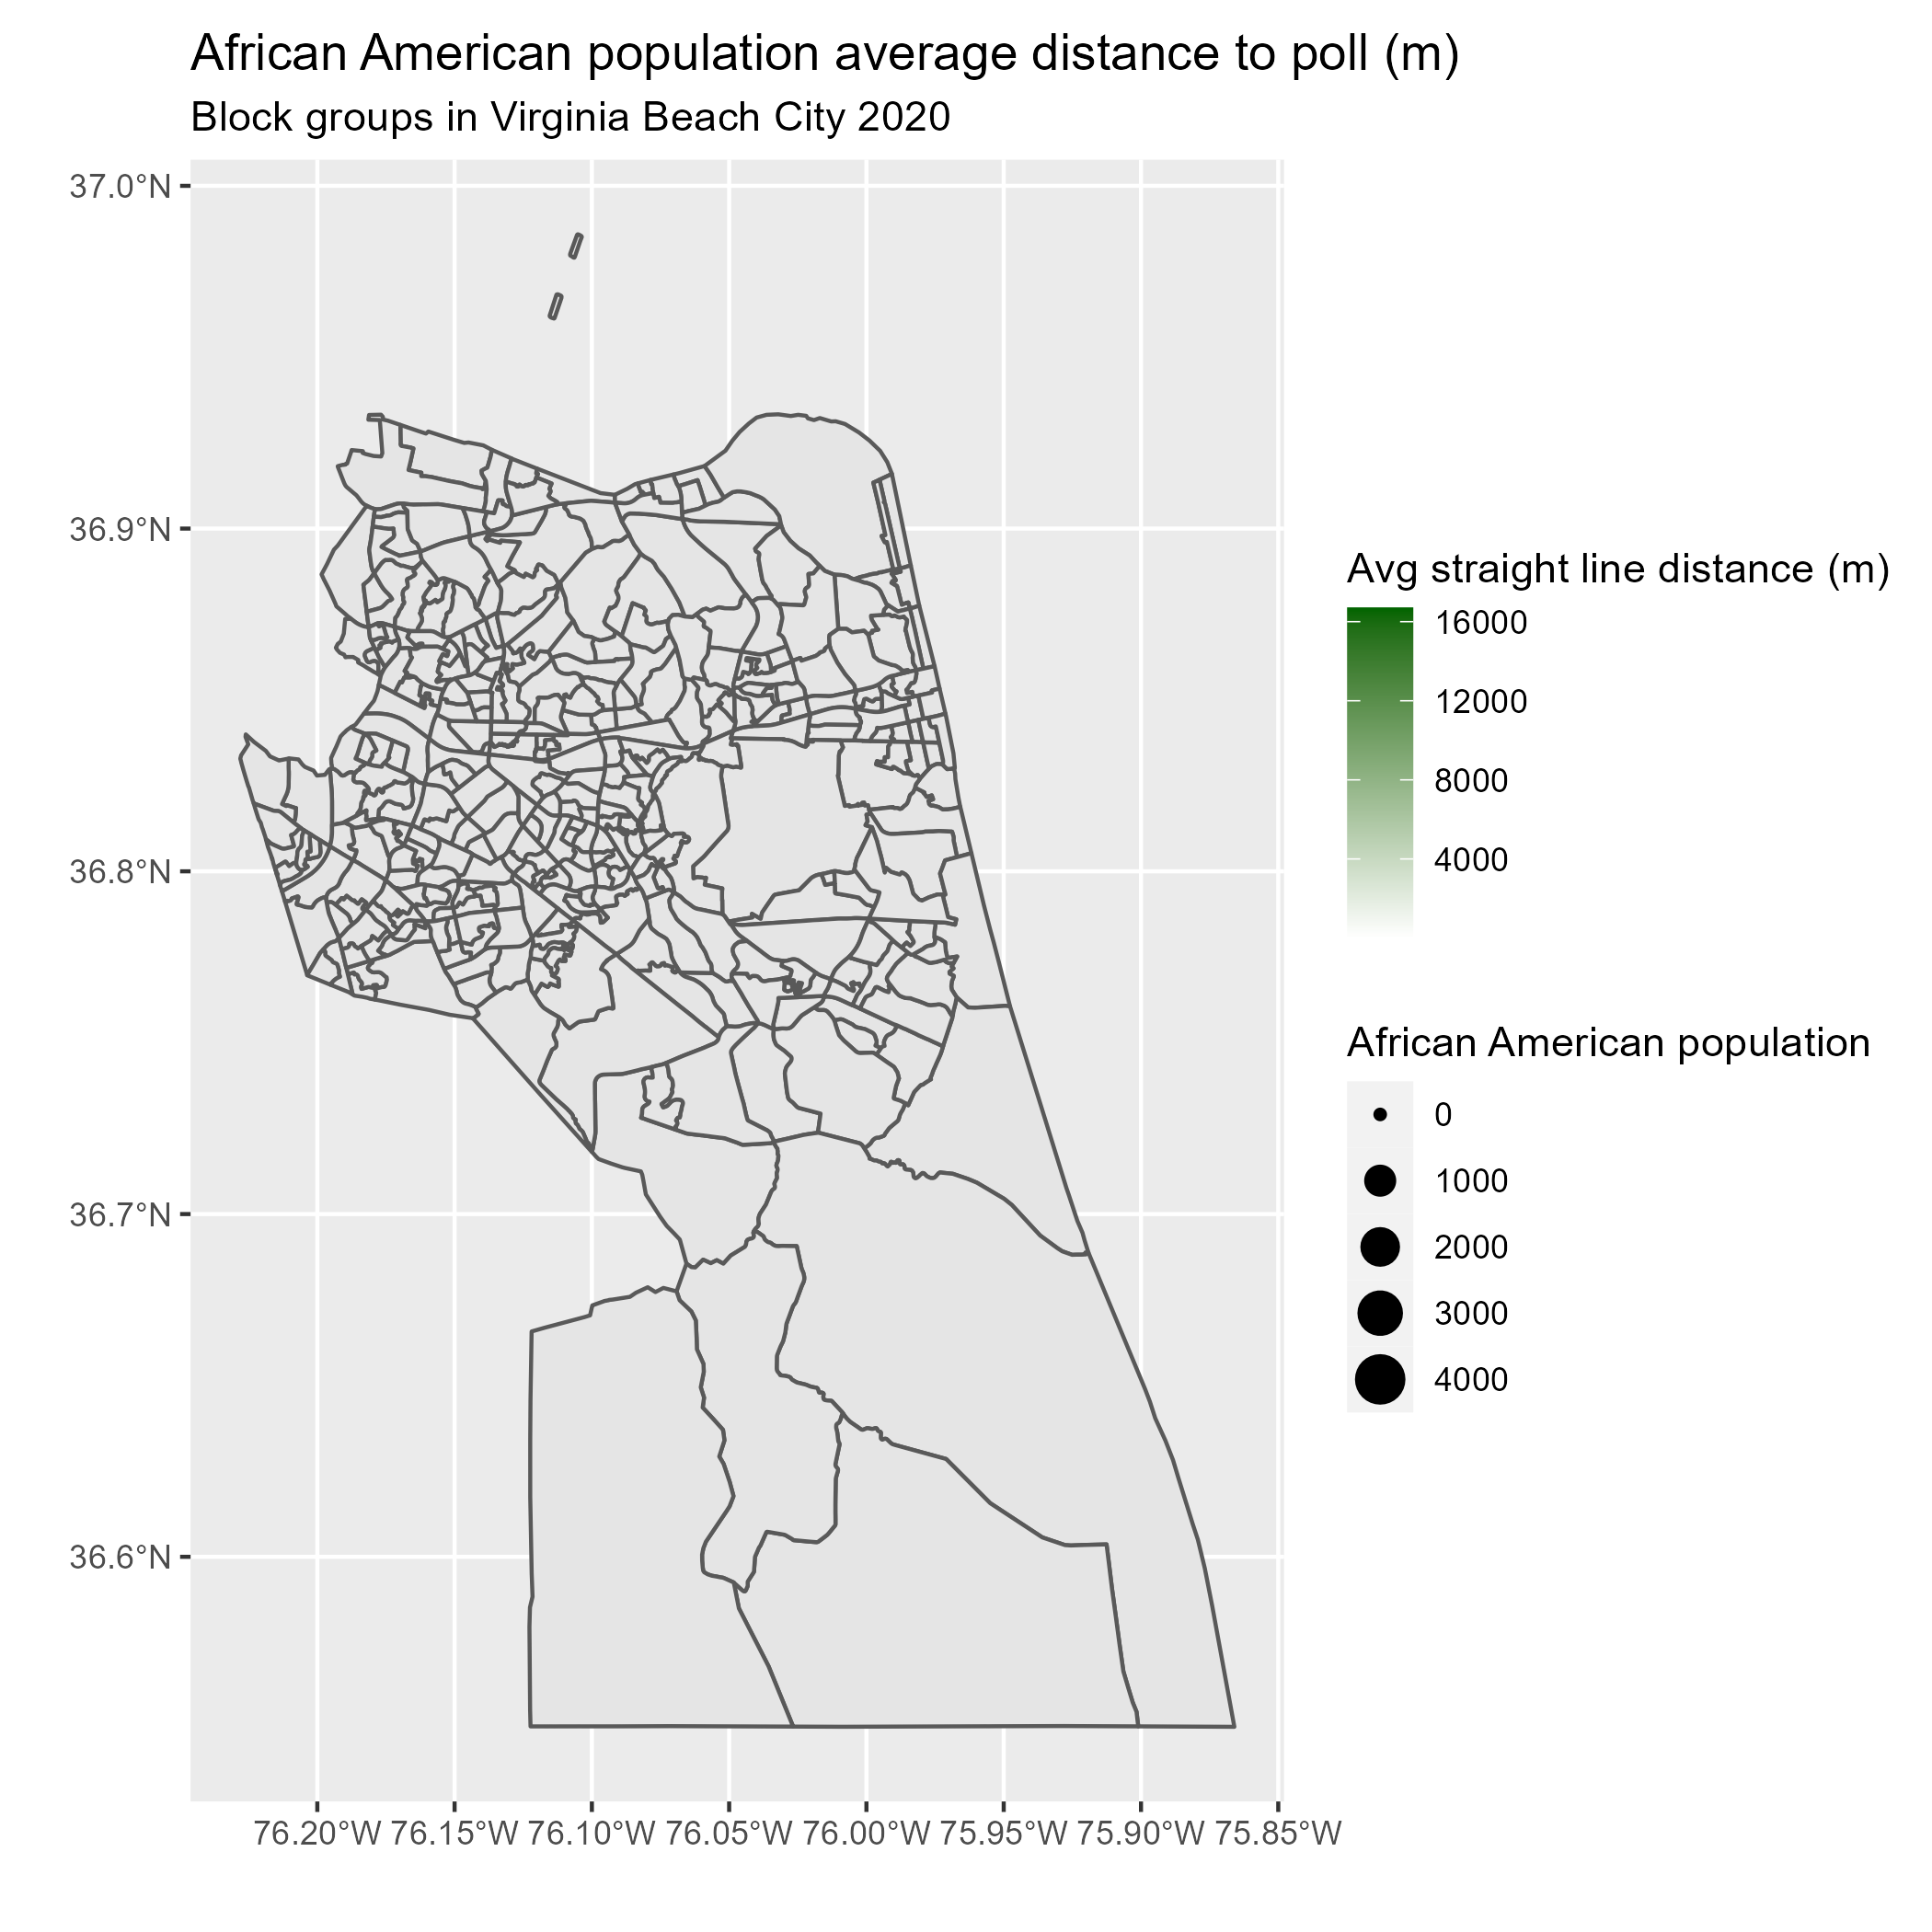 African American population average distance to poll (m)
Block groups in Virginia Beach City 2020
37.0°N
36.9°N
36.8°N
36.7°N
36.6°N
76.20°W 76.15°W 76.10°W 76.05°W 76.00°W 75.95°W 75.90°W 75.85°W
Avg straight line distance (m)
16000
12000
8000
4000
African American population
0
1000
2000
3000
4000